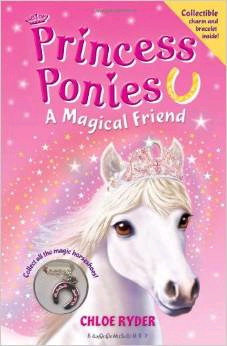 Collectible
charm and
bracelet
inside!
Princess
Ponies
A Magical Friend
Collect all the magic horseshoes!
CHLOE RYDER